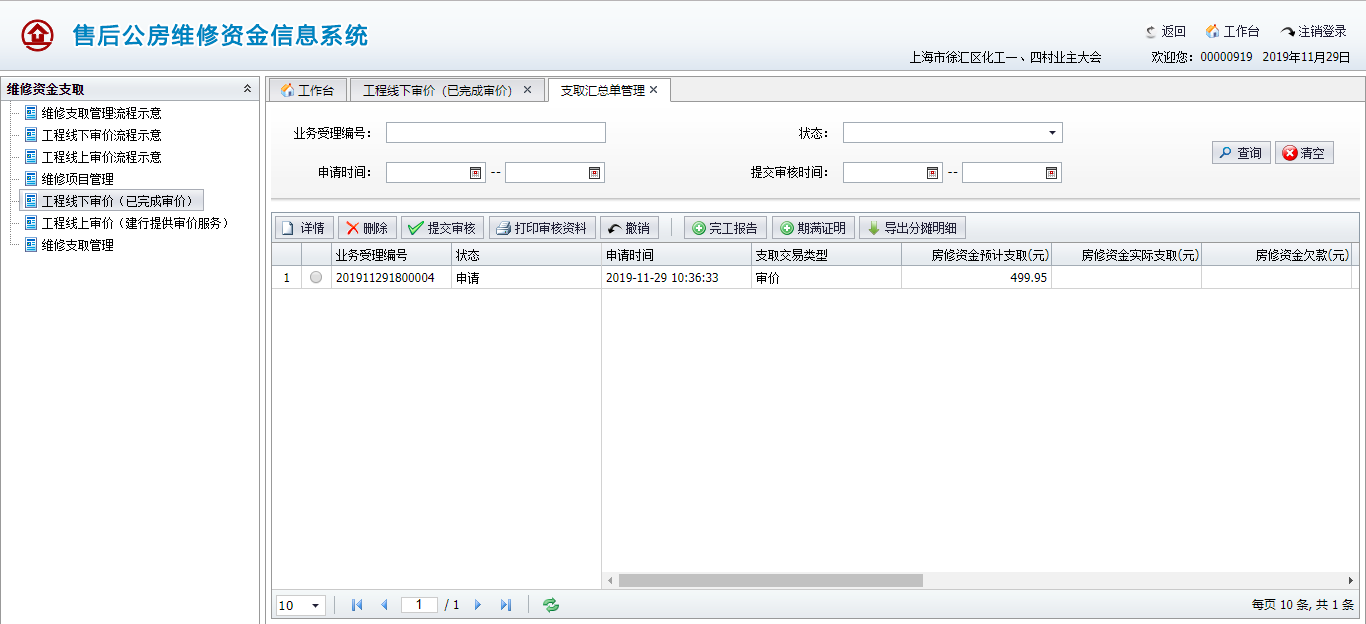 售后公房维修资金信息系统
返回 工作台 注销登录
上海市徐汇区化工一、四村业主大会 欢迎您: 00000919 2019年11月29日
维修资金支取
维修支取管理流程示意
工程线下审价流程示意
工程线上审价流程示意
维修项目管理
工程线下审价（已完成审价）
工程线上审价（建行提供审价服务）
维修支取管理
工作台 工程线下审价（已完成审价） 支取汇总单管理
业务受理编号: 状态:
申请时间: -- 提交审核时间: --
查询 清空
详情 删除 提交审核 打印审核资料 撤销 完工报告 期满证明 导出分摊明细
业务受理编号 状态 申请时间 支取交易类型 房修资金预计支取(元) 房修资金实际支取(元) 房修资金欠款(元)
1 201911291800004 申请 2019-11-29 10:36:33 审价 499.95
10 1 / 1 每页 10 条, 共 1 条